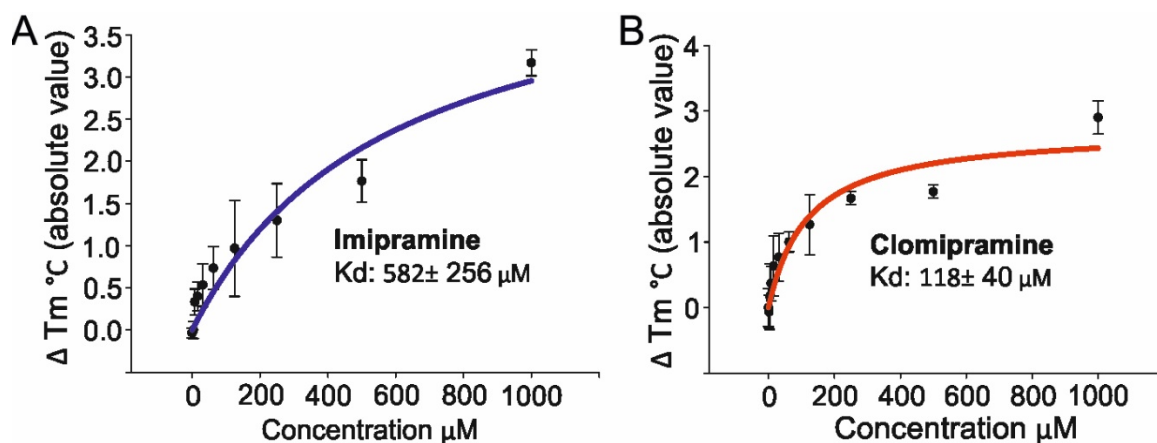 A
Δ Tm °C (absolute value)
3.5
3.0
2.5
2.0
1.5
1.0
0.5
0.0
Imipramine
Kd: 582± 256 µM
0 200 400 600 800 1000
Concentration µM
B
Δ Tm °C (absolute value)
4
3
2
1
0
Clomipramine
Kd: 118± 40 µM
0 200 400 600 800 1000
Concentration µM